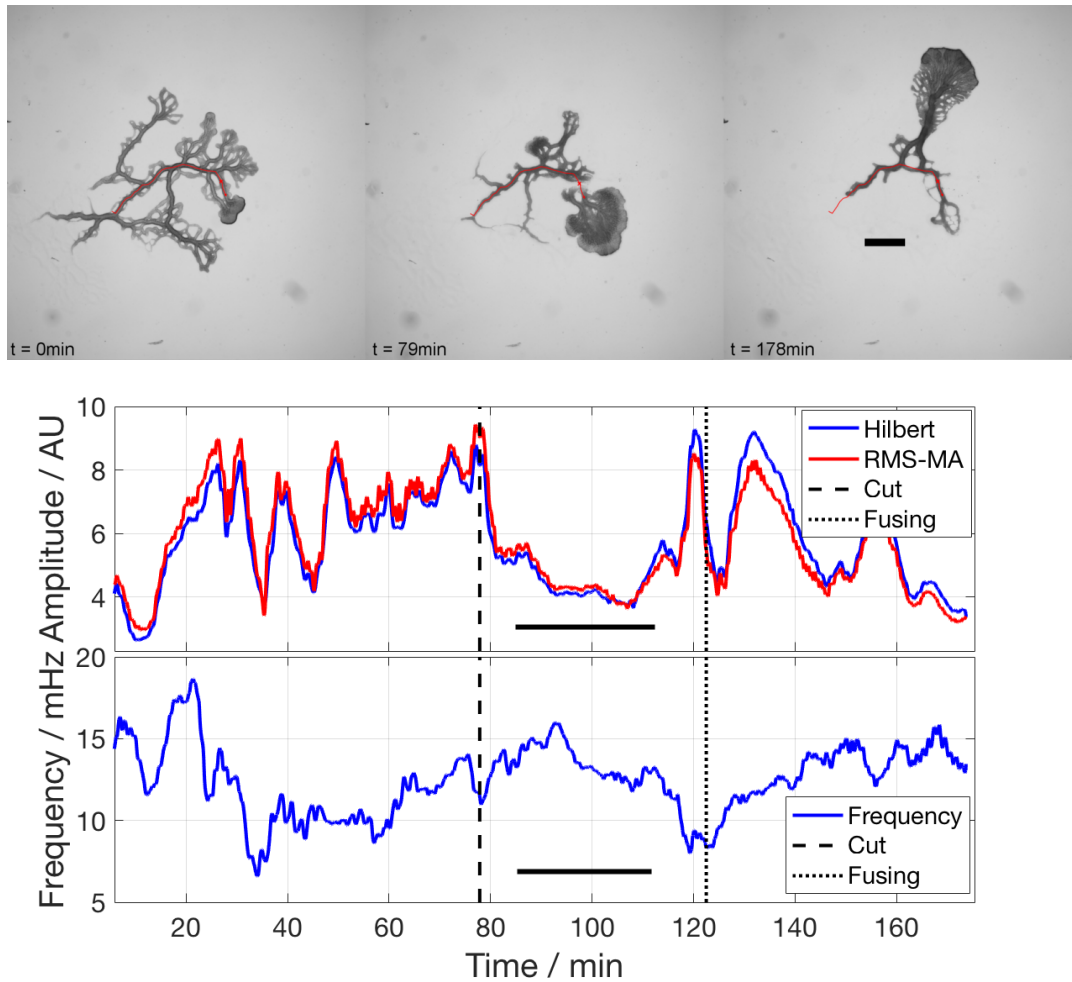 t = 0min
t = 79min
t = 178min
Frequency / mHz Amplitude / AU
10
8
6
4
Hilbert
RMS-MA
Cut
Fusing
20
15
10
5
Frequency
Cut
Fusing
20
40
60
80
100
120
140
160
Time / min